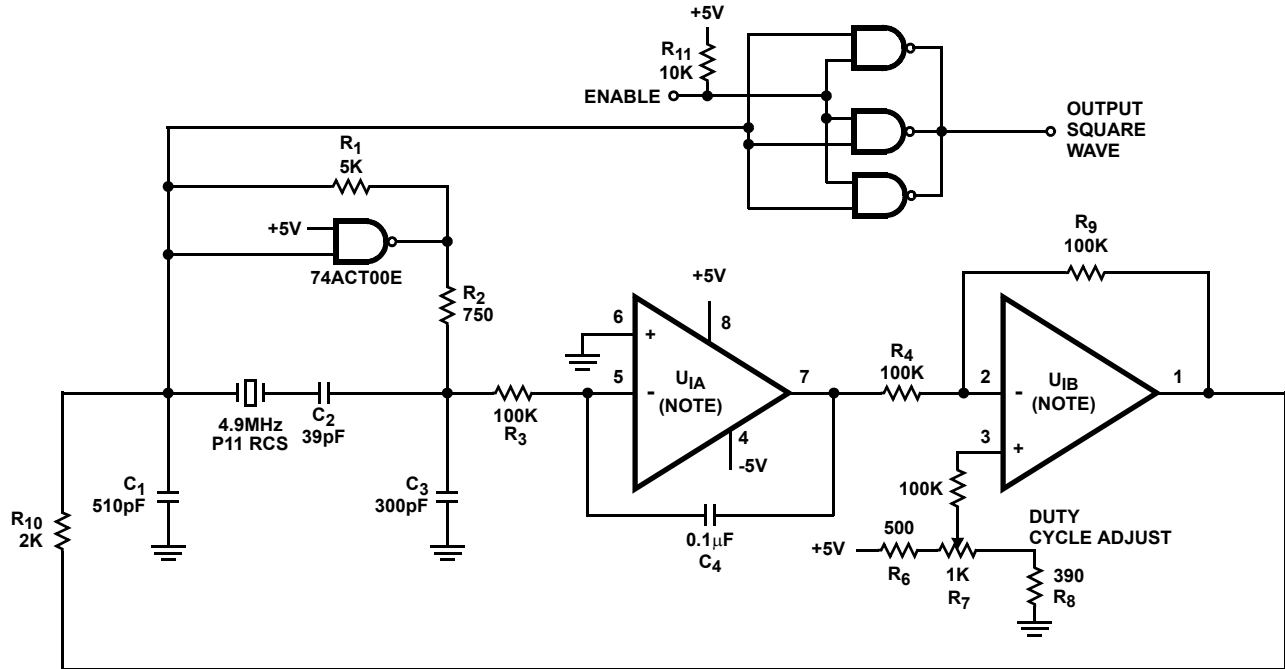 +5V
R11
10K
ENABLE
OUTPUT
SQUARE
WAVE
R1
5K
+5V
74ACT00E
R2
750
4.9MHz
P11 RCS
C2
39pF
C1
510pF
C3
300pF
R10
2K
100K
R3
6
+
5
-
UIA
(NOTE)
+5V
8
7
4
-5V
0.1μF
C4
R4
100K
R9
100K
2
-
UIB
(NOTE)
1
3
+
100K
DUTY
CYCLE ADJUST
+5V
500
R6
1K
R7
390
R8